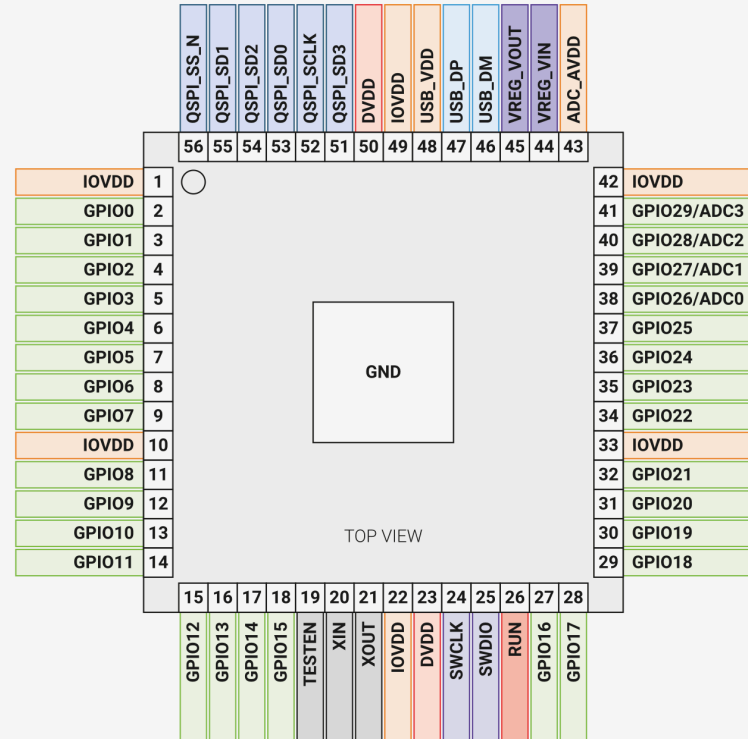 QSPI_SS_N
QSPI_SD1
QSPI_SD2
QSPI_SD0
QSPI_SCLK
QSPI_SD3
DVDD
IOVDD
USB_VDD
USB_DP
USB_DM
VREG_VOUT
VREG_VIN
ADC_AVDD
56 55 54 53 52 51 50 49 48 47 46 45 44 43
IOVDD 1
GPIO0 2
GPIO1 3
GPIO2 4
GPIO3 5
GPIO4 6
GPIO5 7
GPIO6 8
GPIO7 9
IOVDD 10
GPIO8 11
GPIO9 12
GPIO10 13
GPIO11 14
GND
TOP VIEW
42 IOVDD
41 GPIO29/ADC3
40 GPIO28/ADC2
39 GPIO27/ADC1
38 GPIO26/ADC0
37 GPIO25
36 GPIO24
35 GPIO23
34 GPIO22
33 IOVDD
32 GPIO21
31 GPIO20
30 GPIO19
29 GPIO18
15 16 17 18 19 20 21 22 23 24 25 26 27 28
GPIO12
GPIO13
GPIO14
GPIO15
TESTEN
XIN
XOUT
IOVDD
DVDD
SWCLK
SWDIO
RUN
GPIO16
GPIO17